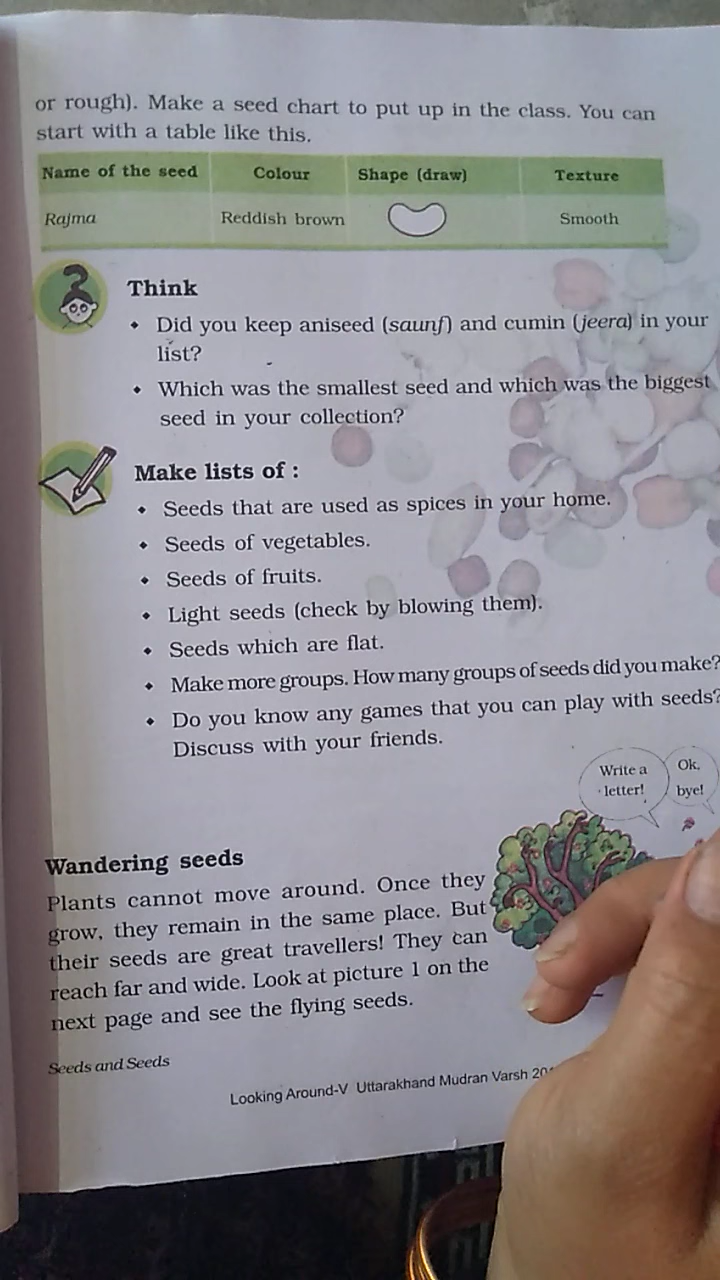 or rough). Make a seed chart to put up in the class. You can
start with a table like this.
Name of the seed Colour Shape (draw) Texture
Rajma Reddish brown Smooth
Think
• Did you keep aniseed (saunf) and cumin (jeera) in your
list?
• Which was the smallest seed and which was the biggest
seed in your collection?
Make lists of :
• Seeds that are used as spices in your home.
• Seeds of vegetables.
• Seeds of fruits.
• Light seeds (check by blowing them).
• Seeds which are flat.
• Make more groups. How many groups of seeds did you make?
• Do you know any games that you can play with seeds?
Discuss with your friends.
Write a
letter!
Ok,
bye!
Wandering seeds
Plants cannot move around. Once they
grow, they remain in the same place. But
their seeds are great travellers! They can
reach far and wide. Look at picture 1 on the
next page and see the flying seeds.
Seeds and Seeds
Looking Around-V Uttarakhand Mudran Varsh